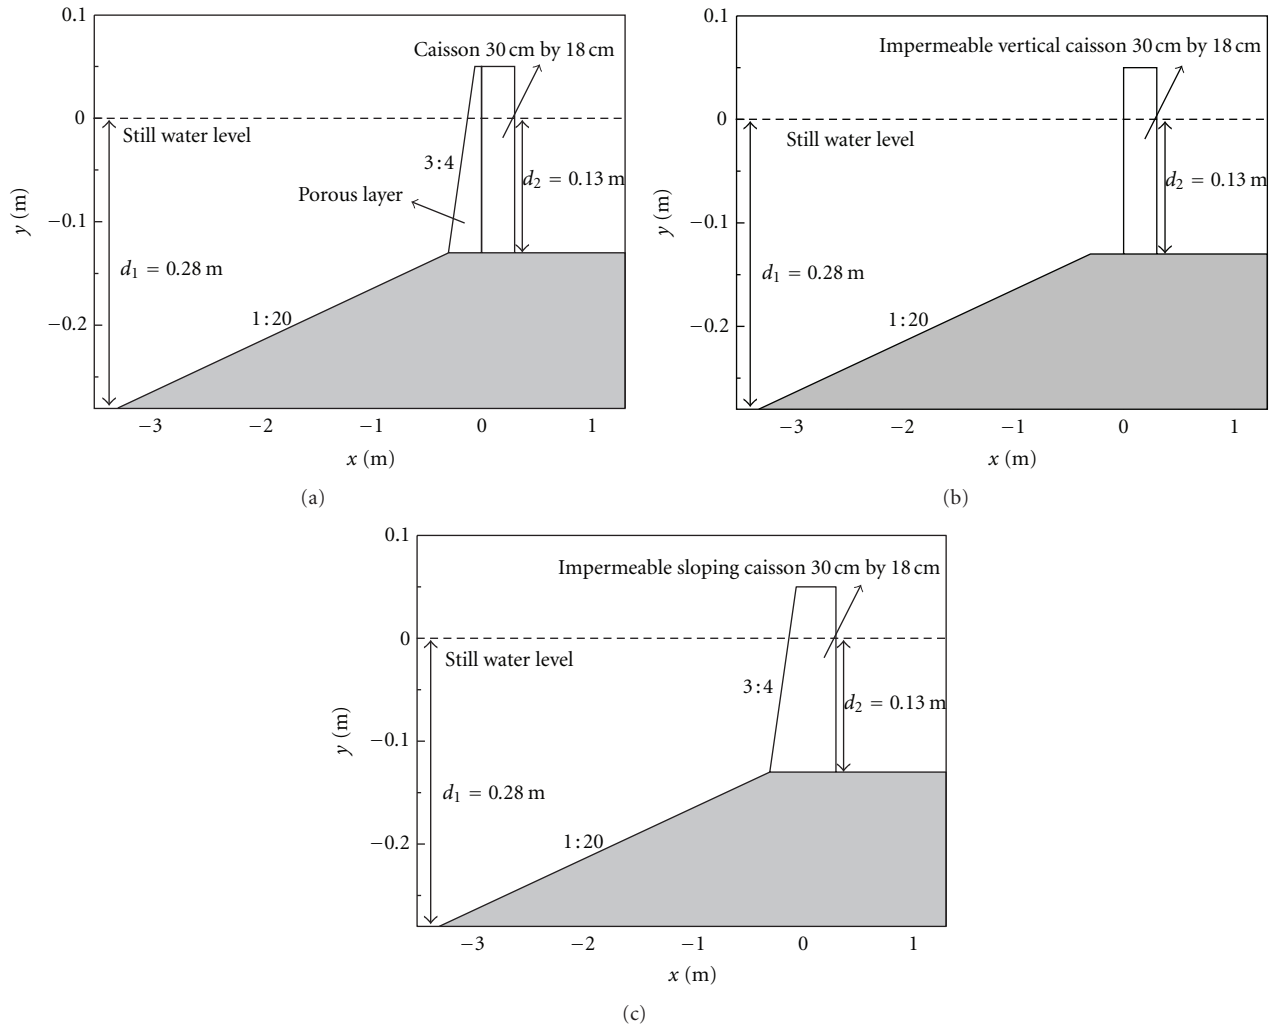 0.1
Caisson 30 cm by 18 cm
0
Still water level
3:4
d₂ = 0.13 m
Porous layer
y (m)
−0.1
d₁ = 0.28 m
1:20
−0.2
−3 −2 −1 0 1
x (m)
(a)
0.1
Impermeable vertical caisson 30 cm by 18 cm
0
Still water level
d₂ = 0.13 m
y (m)
−0.1
d₁ = 0.28 m
1:20
−0.2
−3 −2 −1 0 1
x (m)
(b)
0.1
Impermeable sloping caisson 30 cm by 18 cm
0
Still water level
3:4
d₂ = 0.13 m
y (m)
−0.1
d₁ = 0.28 m
1:20
−0.2
−3 −2 −1 0 1
x (m)
(c)